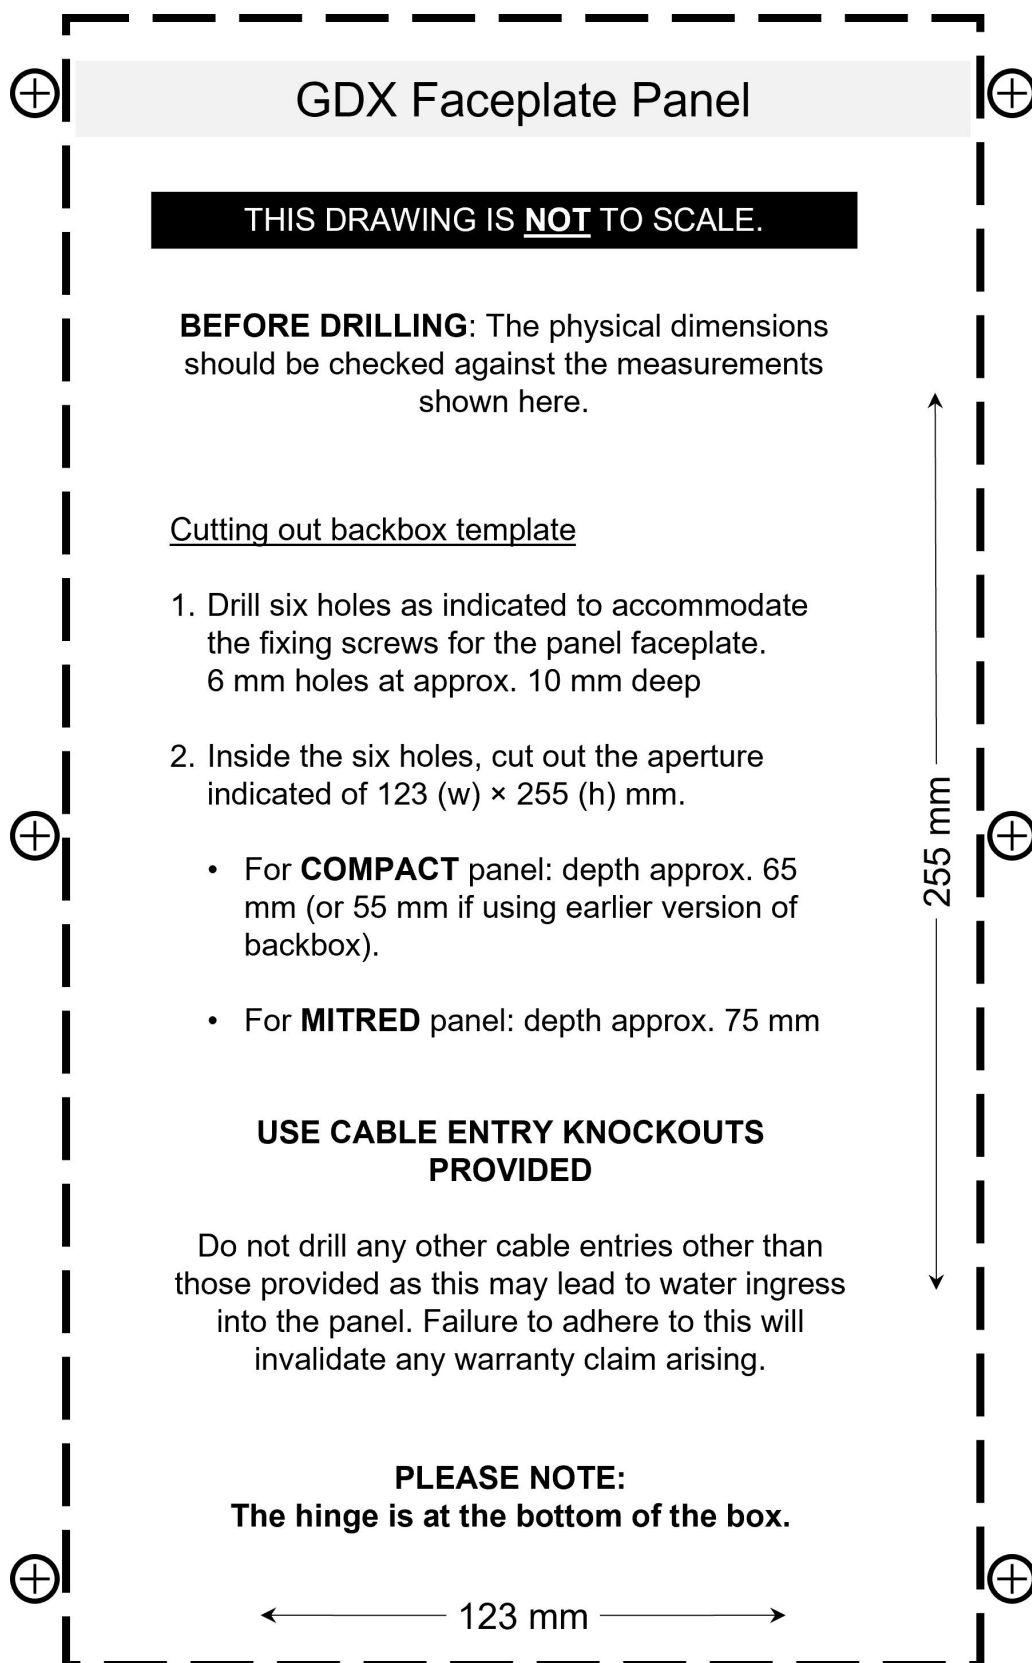 GDX Faceplate Panel
THIS DRAWING IS NOT TO SCALE.
BEFORE DRILLING: The physical dimensions
should be checked against the measurements
shown here.
Cutting out backbox template
1. Drill six holes as indicated to accommodate
the fixing screws for the panel faceplate.
6 mm holes at approx. 10 mm deep
2. Inside the six holes, cut out the aperture
indicated of 123 (w) × 255 (h) mm.
• For COMPACT panel: depth approx. 65
mm (or 55 mm if using earlier version of
backbox).
• For MITRED panel: depth approx. 75 mm
255 mm
USE CABLE ENTRY KNOCKOUTS
PROVIDED
Do not drill any other cable entries other than
those provided as this may lead to water ingress
into the panel. Failure to adhere to this will
invalidate any warranty claim arising.
PLEASE NOTE:
The hinge is at the bottom of the box.
123 mm